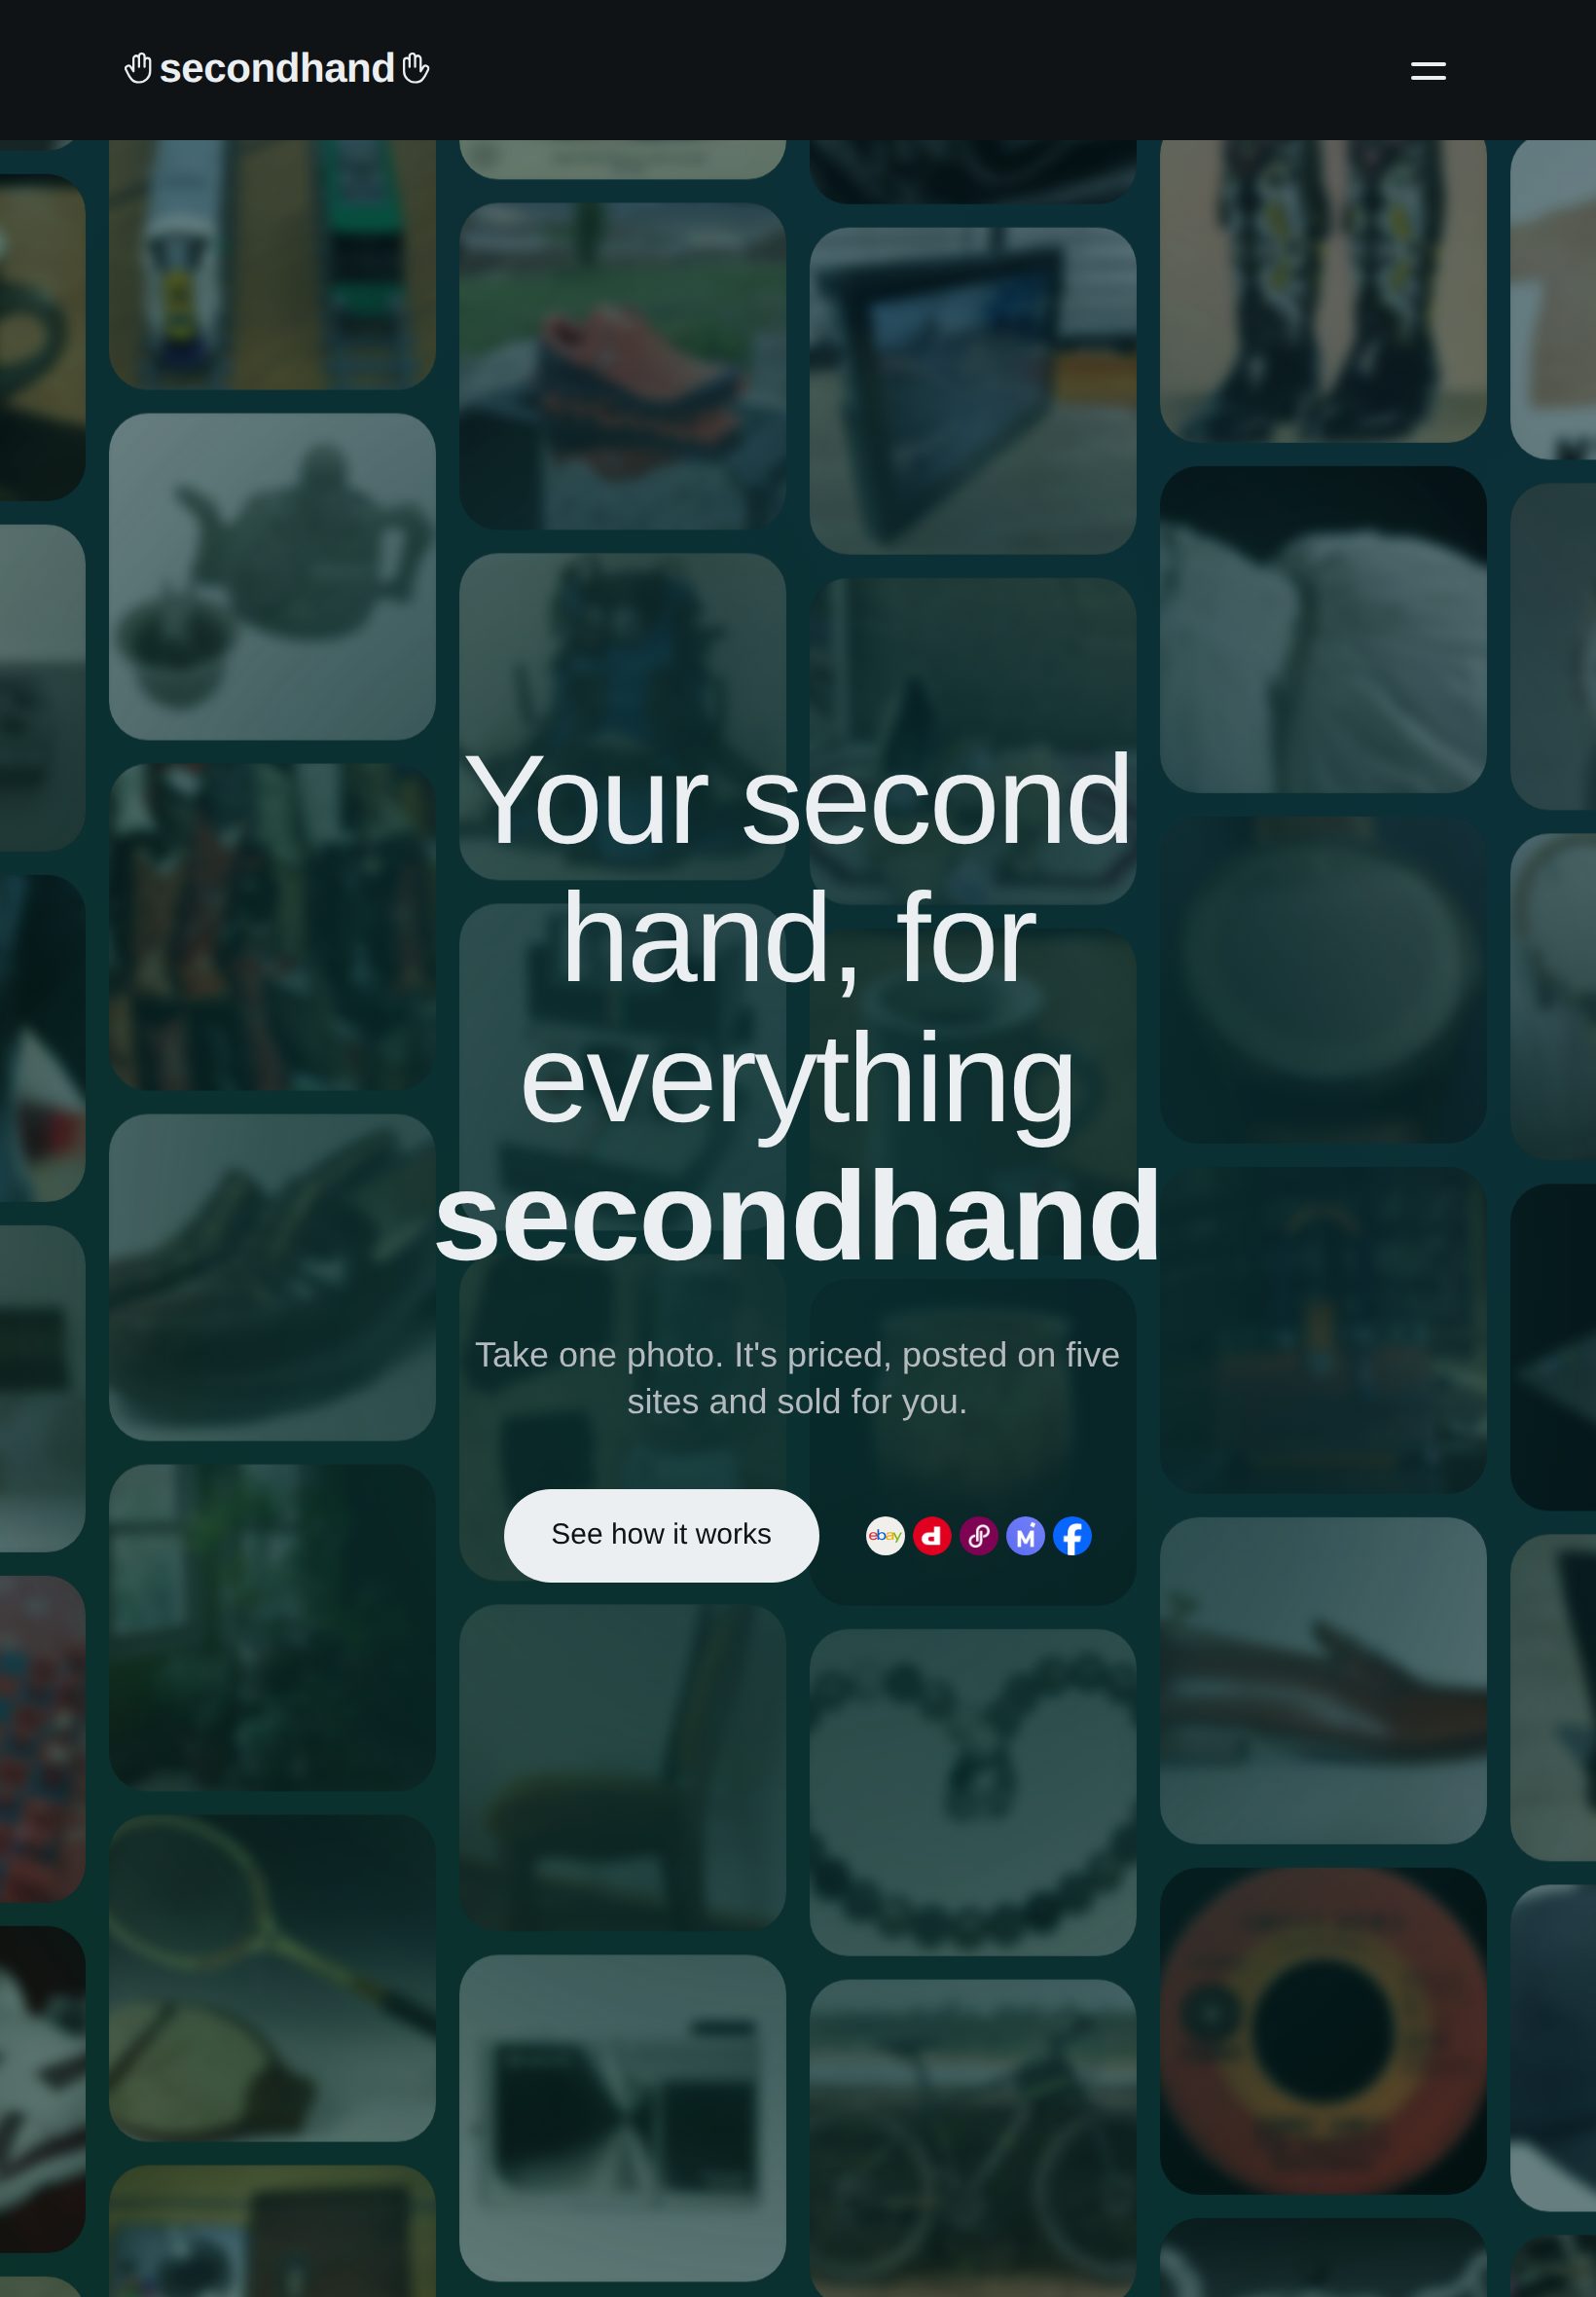 secondhand
Your second
hand, for
everything
secondhand
Take one photo. It's priced, posted on five
sites and sold for you.
See how it works
ebay